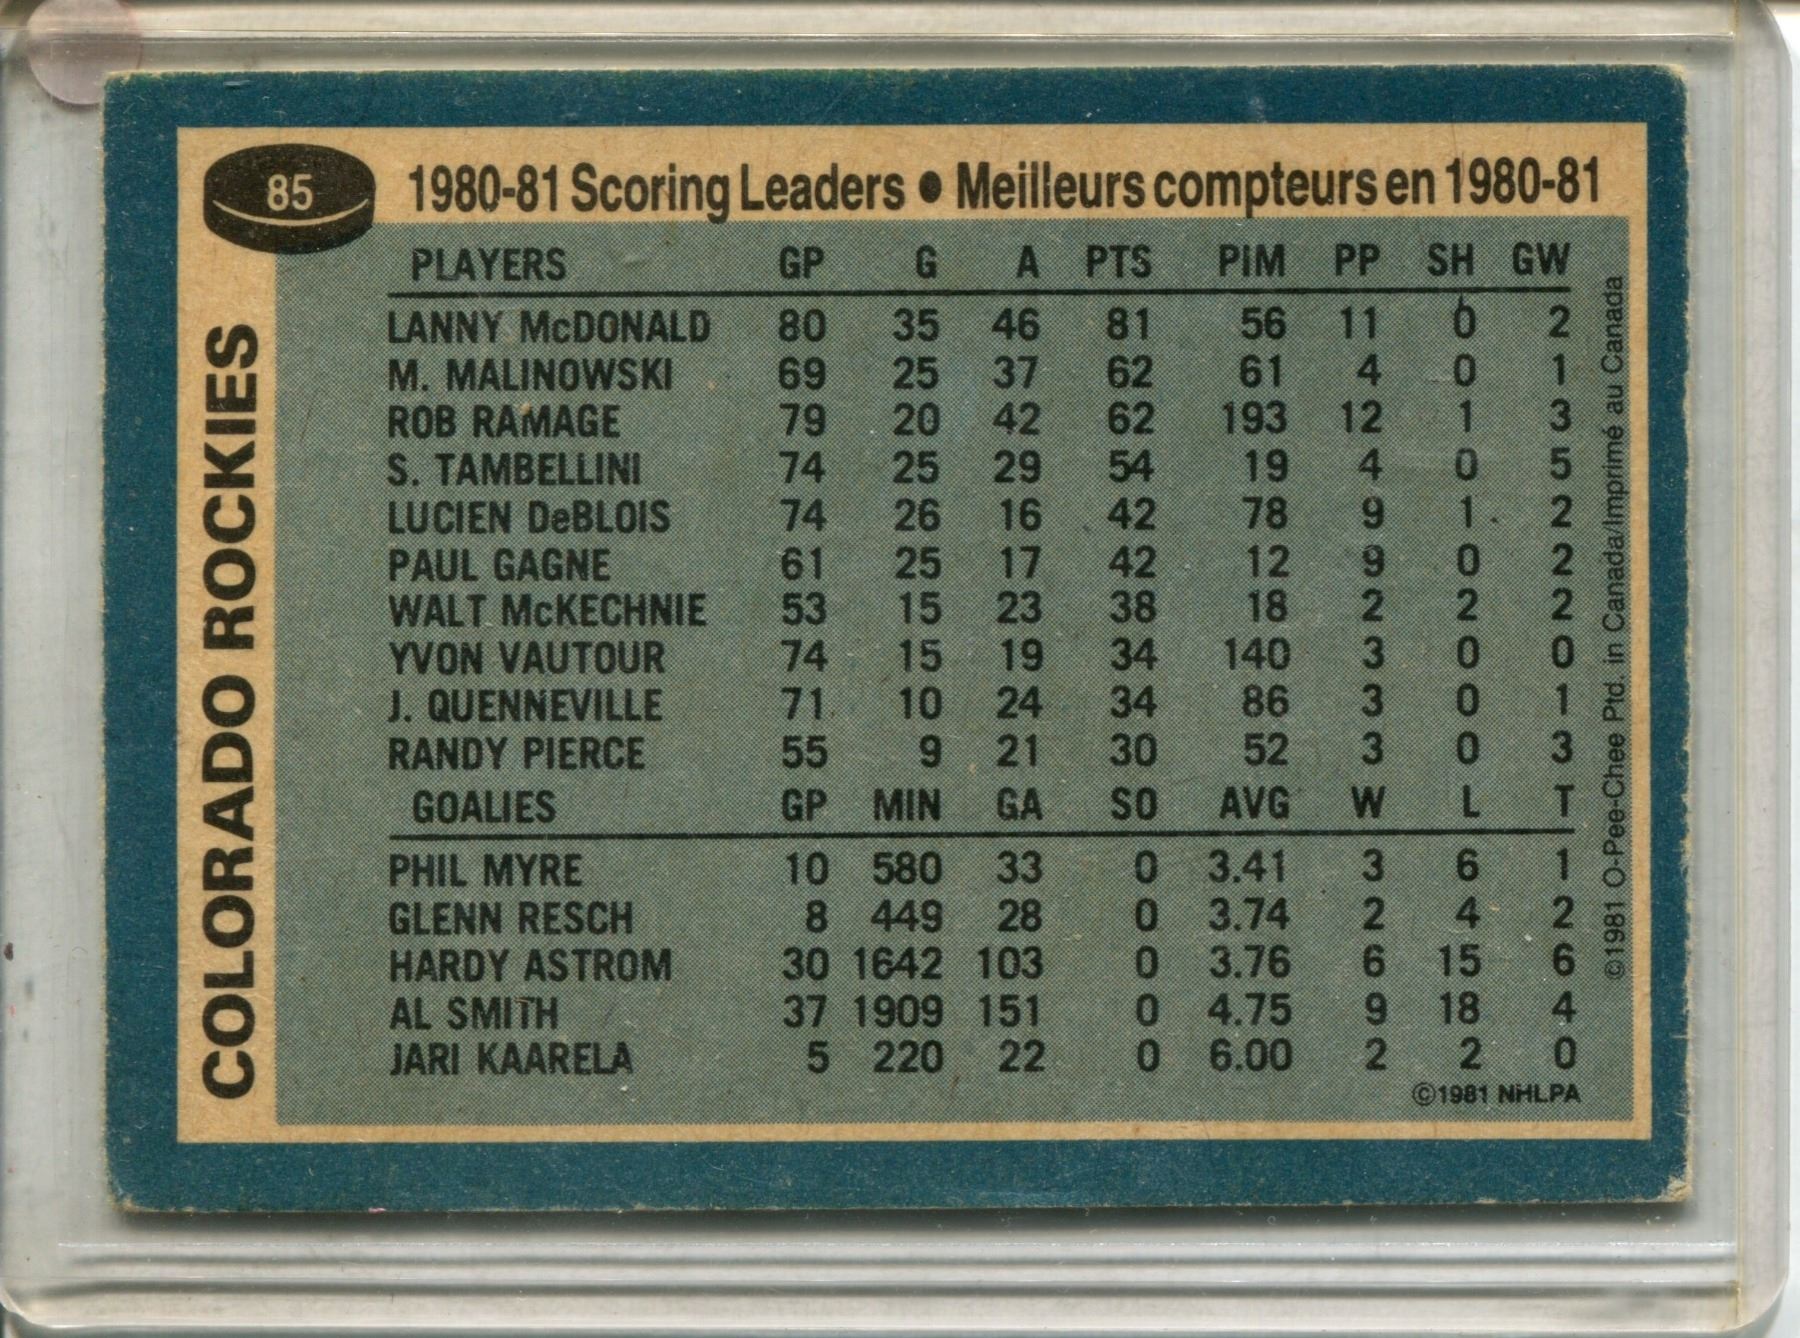 85
1980-81 Scoring Leaders • Meilleurs compteurs en 1980-81
COLORADO ROCKIES
PLAYERS GP G A PTS PIM PP SH GW
LANNY McDONALD 80 35 46 81 56 11 0 2
M. MALINOWSKI 69 25 37 62 61 4 0 1
ROB RAMAGE 79 20 42 62 193 12 1 3
S. TAMBELLINI 74 25 29 54 19 4 0 5
LUCIEN DeBLOIS 74 26 16 42 78 9 1 2
PAUL GAGNE 61 25 17 42 12 9 0 2
WALT McKECHNIE 53 15 23 38 18 2 2 2
YVON VAUTOUR 74 15 19 34 140 3 0 0
J. QUENNEVILLE 71 10 24 34 86 3 0 1
RANDY PIERCE 55 9 21 30 52 3 0 3
GOALIES GP MIN GA SO AVG W L T
PHIL MYRE 10 580 33 0 3.41 3 6 1
GLENN RESCH 8 449 28 0 3.74 2 4 2
HARDY ASTROM 30 1642 103 0 3.76 6 15 6
AL SMITH 37 1909 151 0 4.75 9 18 4
JARI KAARELA 5 220 22 0 6.00 2 2 0
©1981 NHLPA
©1981 O-Pee-Chee Ptd. in Canada/Imprimé au Canada